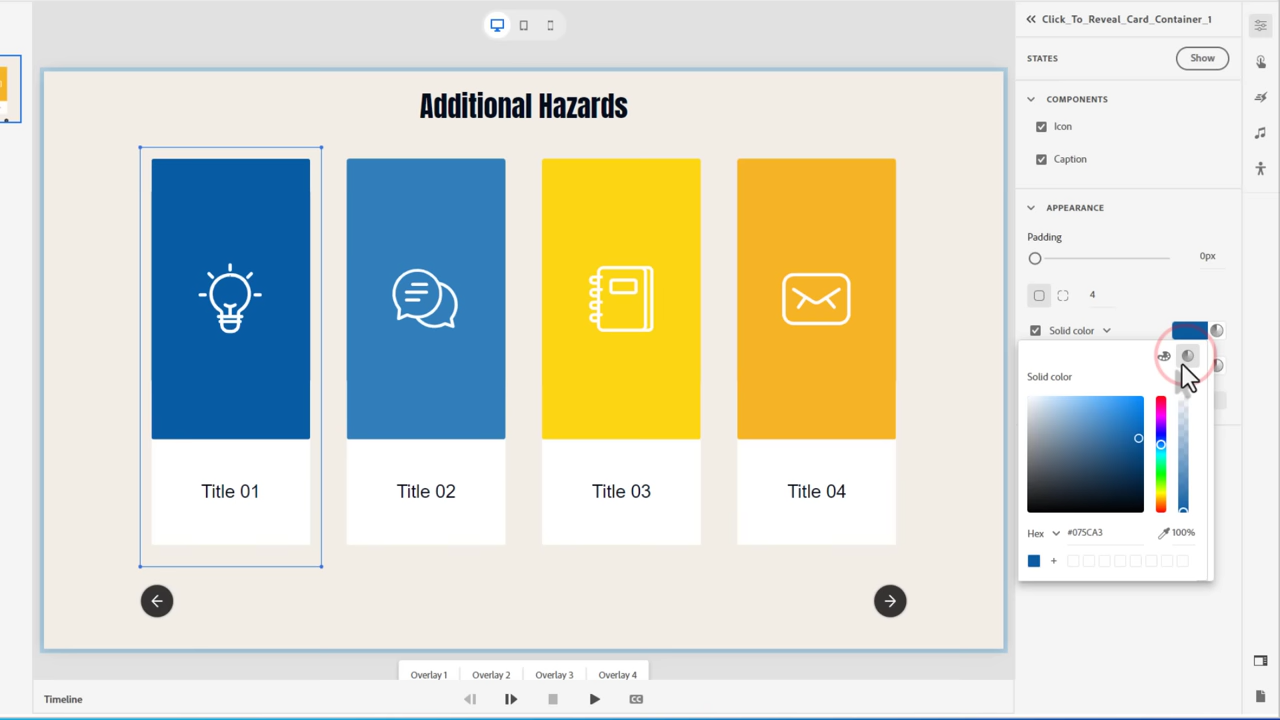 Click_To_Reveal_Card_Container_1
STATES
Show
COMPONENTS
Icon
Caption
APPEARANCE
Padding
0px
4
Solid color
Solid color
Hex #075CA3 100%
+
Additional Hazards
Title 01
Title 02
Title 03
Title 04
Overlay 1 Overlay 2 Overlay 3 Overlay 4
Timeline
CC